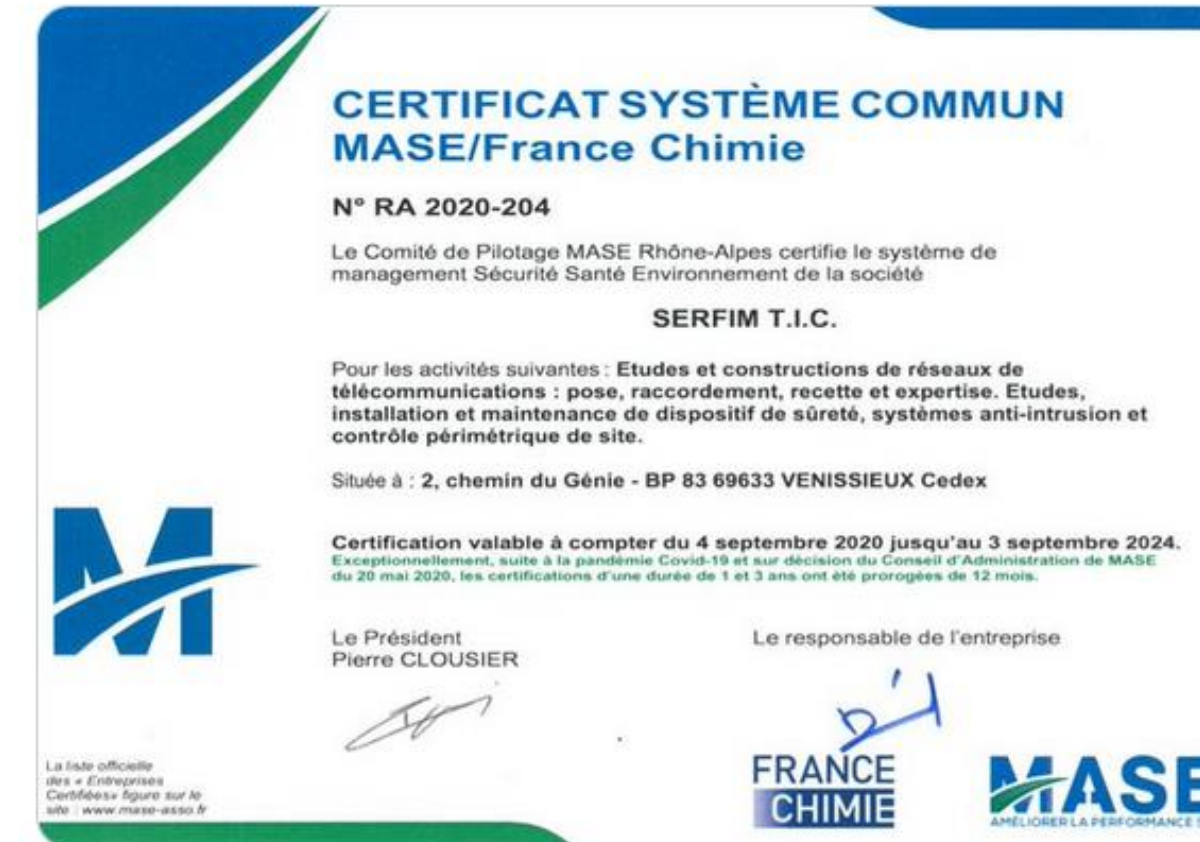 CERTIFICAT SYSTÈME COMMUN
MASE/France Chimie
N° RA 2020-204
Le Comité de Pilotage MASE Rhône-Alpes certifie le système de
management Sécurité Santé Environnement de la société
SERFIM T.I.C.
Pour les activités suivantes : Etudes et constructions de réseaux de
télécommunications : pose, raccordement, recette et expertise. Etudes,
installation et maintenance de dispositif de sûreté, systèmes anti-intrusion et
contrôle périmétrique de site.
Située à : 2, chemin du Génie - BP 83 69633 VENISSIEUX Cedex
Certification valable à compter du 4 septembre 2020 jusqu'au 3 septembre 2024.
Exceptionnellement, suite à la pandémie Covid-19 et sur décision du Conseil d'Administration de MASE
du 20 mai 2020, les certifications d'une durée de 1 et 3 ans ont été prorogées de 12 mois.
Le Président
Pierre CLOUSIER
Le responsable de l'entreprise
La liste officielle
des « Entreprises
Certifiées» figure sur le
site : www.mase-asso.fr
FRANCE
CHIMIE
MASE
AMÉLIORER LA PERFORMANCE